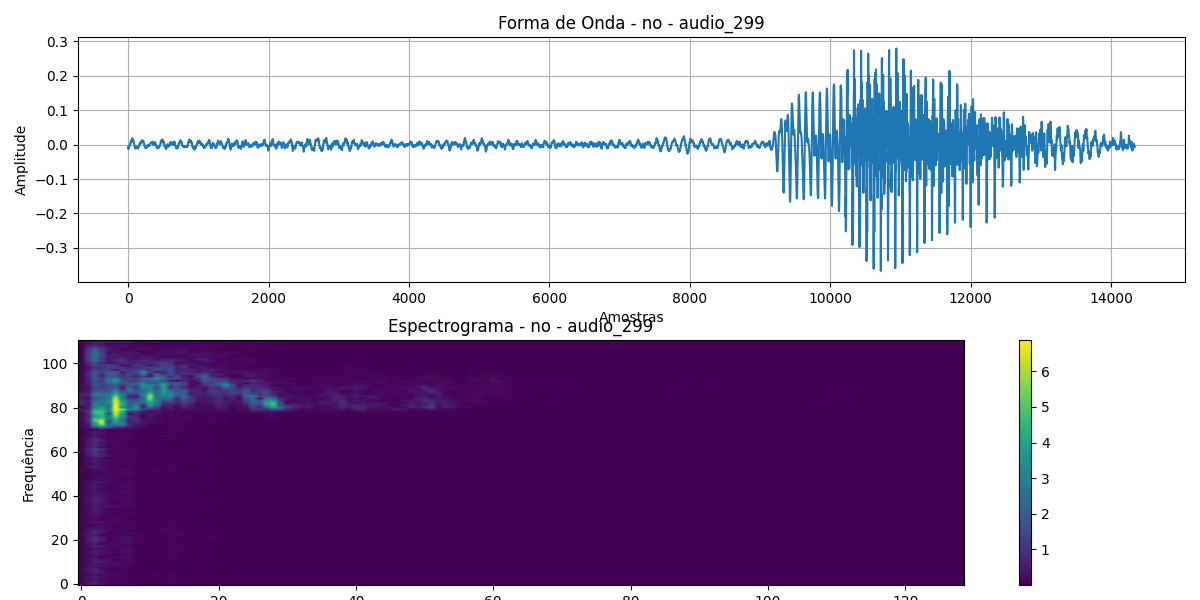 Forma de Onda - no - audio_299
0.3
0.2
0.1
0.0
−0.1
−0.2
−0.3
Amplitude
0 2000 4000 6000 8000 10000 12000 14000
Amostras
Espectrograma - no - audio_299
100
80
60
40
20
0
Frequência
0 20 40 60 80 100 120
6
5
4
3
2
1